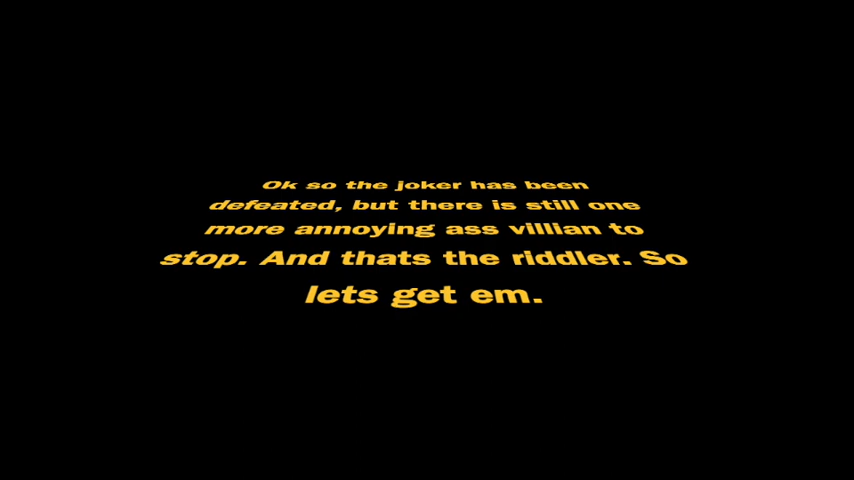 Ok so the joker has been
defeated, but there is still one
more annoying ass villian to
stop. And thats the riddler. So
lets get em.